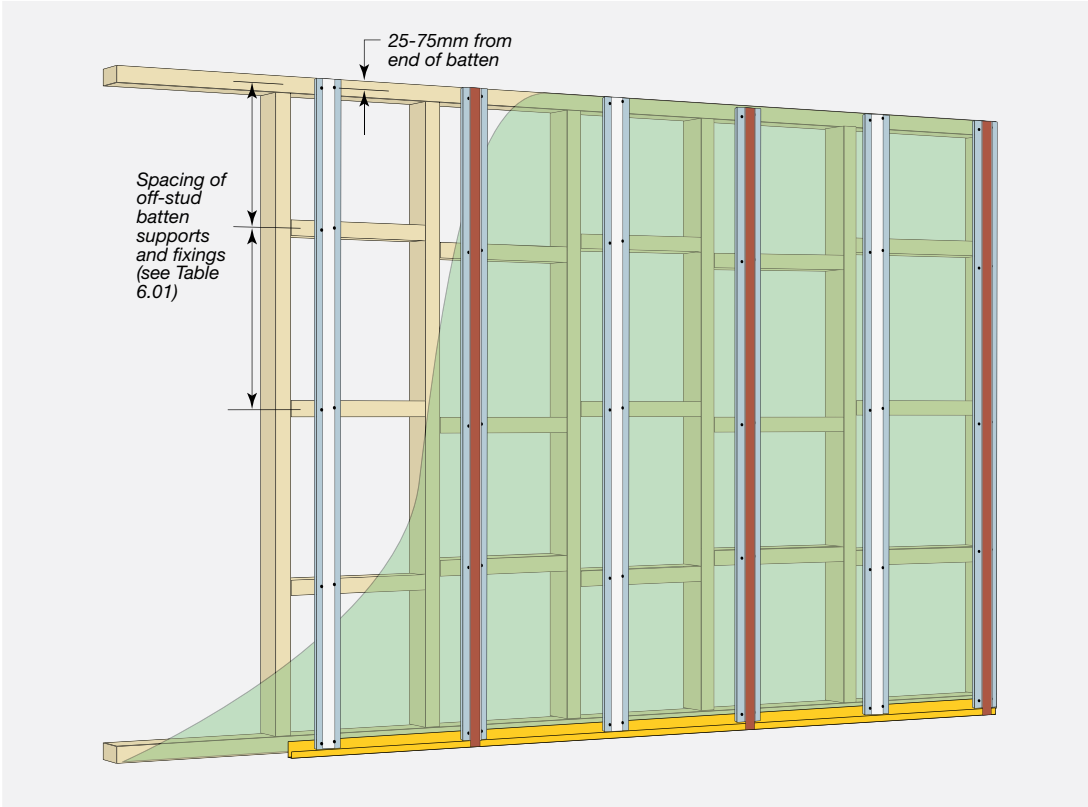 25-75mm from
end of batten
Spacing of
off-stud
batten
supports
and fixings
(see Table
6.01)